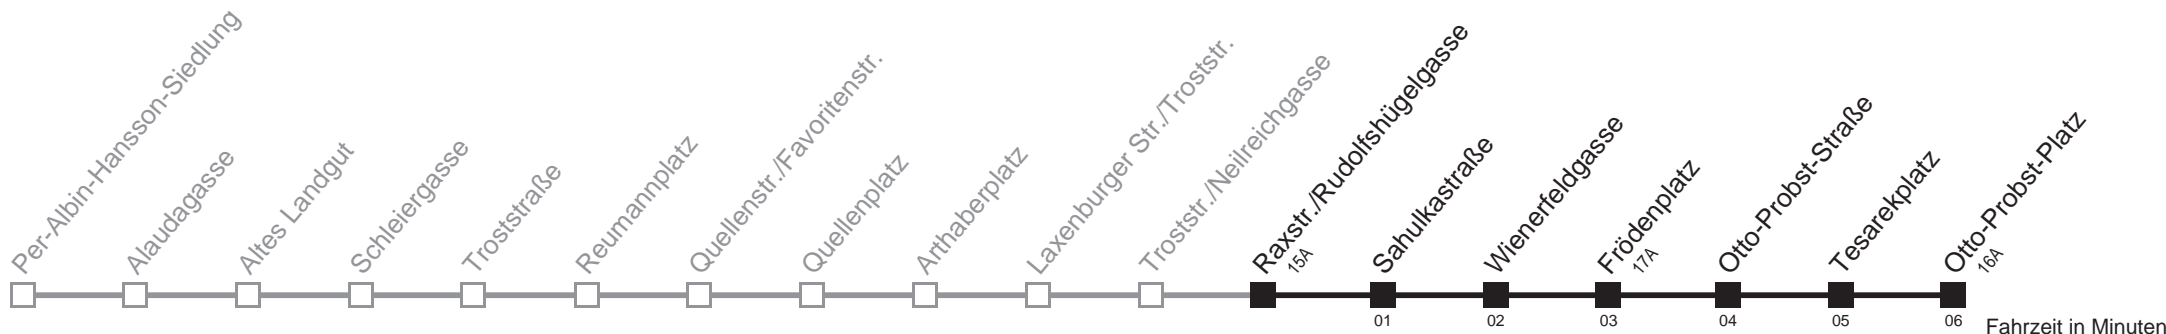 Per-Albin-Hansson-Siedlung
Alaudagasse
Altes Landgut
Schleiergasse
Troststraße
Reumannplatz
Quellenstr./Favoritenstr.
Quellenplatz
Arthaberplatz
Laxenburger Str./Troststr.
Troststr./Neilreichgasse
Raxstr./Rudolfshügelgasse
15A
Sahulkastraße
Wienerfeldgasse
Frödenplatz
17A
Otto-Probst-Straße
Tesarekplatz
Otto-Probst-Platz
16A
01 02 03 04 05 06 Fahrzeit in Minuten